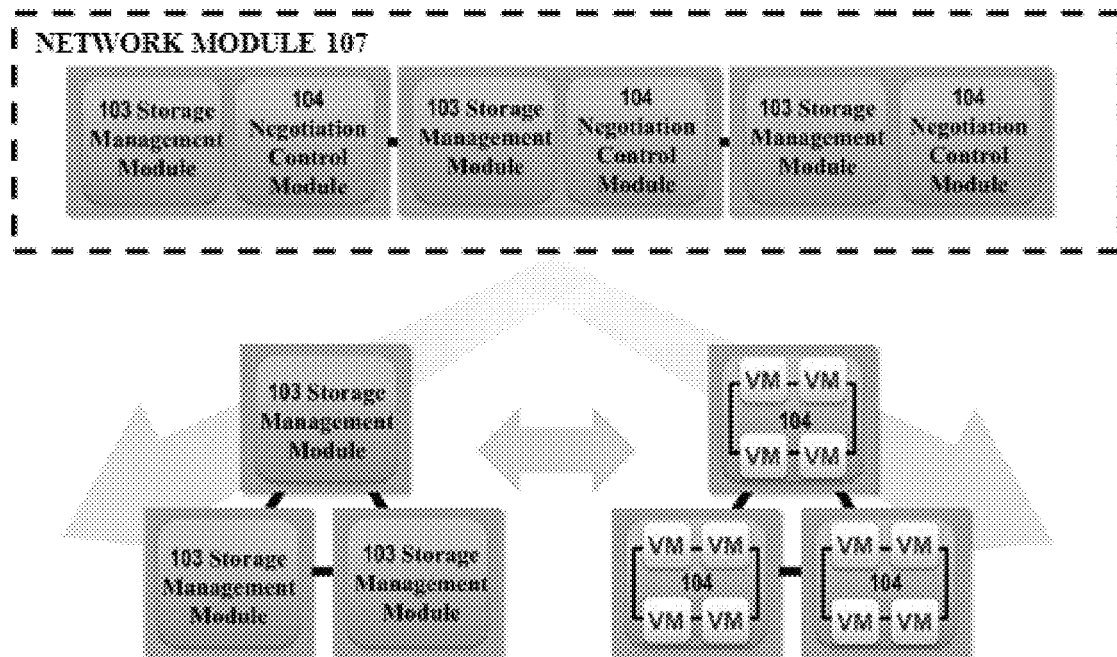 NETWORK MODULE 107
103 Storage
Management
Module
104
Negotiation
Control
Module
103 Storage
Management
Module
104
Negotiation
Control
Module
103 Storage
Management
Module
104
Negotiation
Control
Module
103 Storage
Management
Module
VM VM
104
VM VM
103 Storage
Management
Module
103 Storage
Management
Module
VM VM
104
VM VM
VM VM
104
VM VM